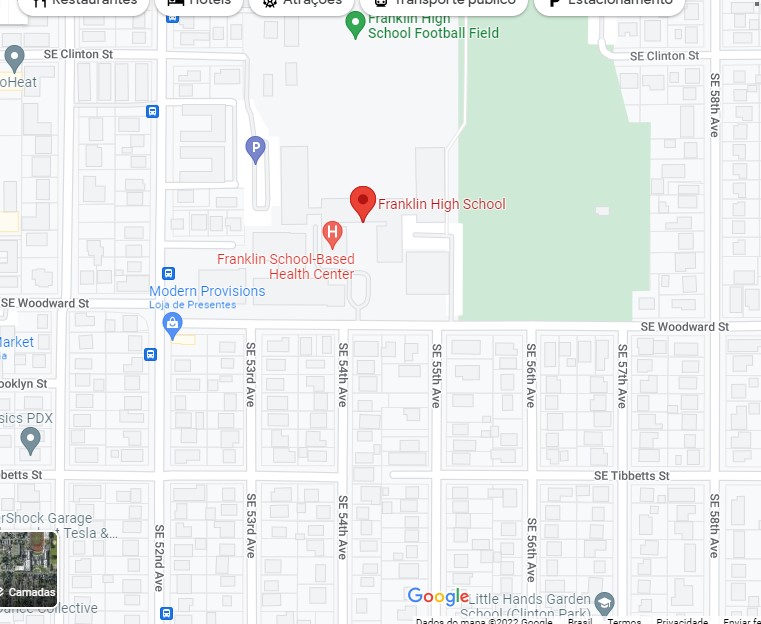 Restaurantes
Hotéis
Atrações
Transporte público
Estacionamento
Franklin High
School Football Field
SE Clinton St
SE Clinton St
oHeat
SE 58th Ave
P
Franklin High School
H
Franklin School-Based
Health Center
Modern Provisions
Loja de Presentes
SE Woodward St
SE Woodward St
Market
SE 53rd Ave
SE 54th Ave
SE 55th Ave
SE 56th Ave
SE 57th Ave
ooklyn St
sics PDX
betts St
SE Tibbetts St
erShock Garage
Tesla &...
SE 52nd Ave
SE 53rd Ave
SE 54th Ave
SE 56th Ave
SE 58th Ave
Camadas
ance Collective
Google
Little Hands Garden
School (Clinton Park)
Dados do mapa ©2022 Google
Brasil
Termos
Privacidade
Enviar fe